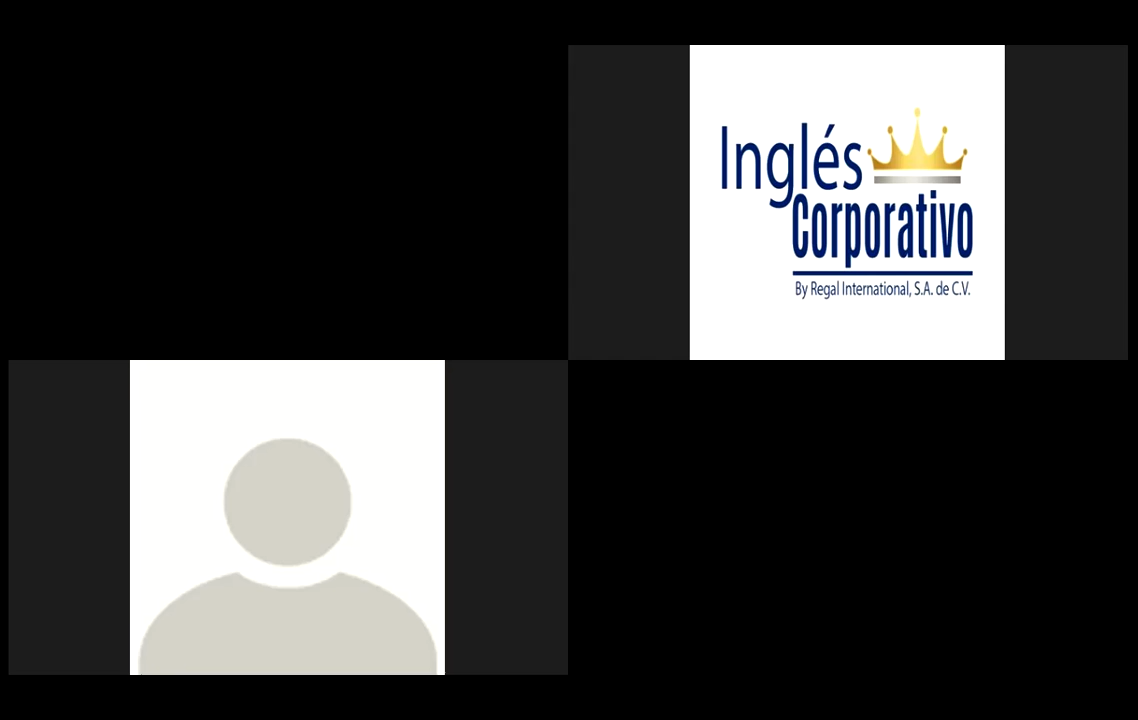 Inglés
Corporativo
By Regal International, S.A. de C.V.